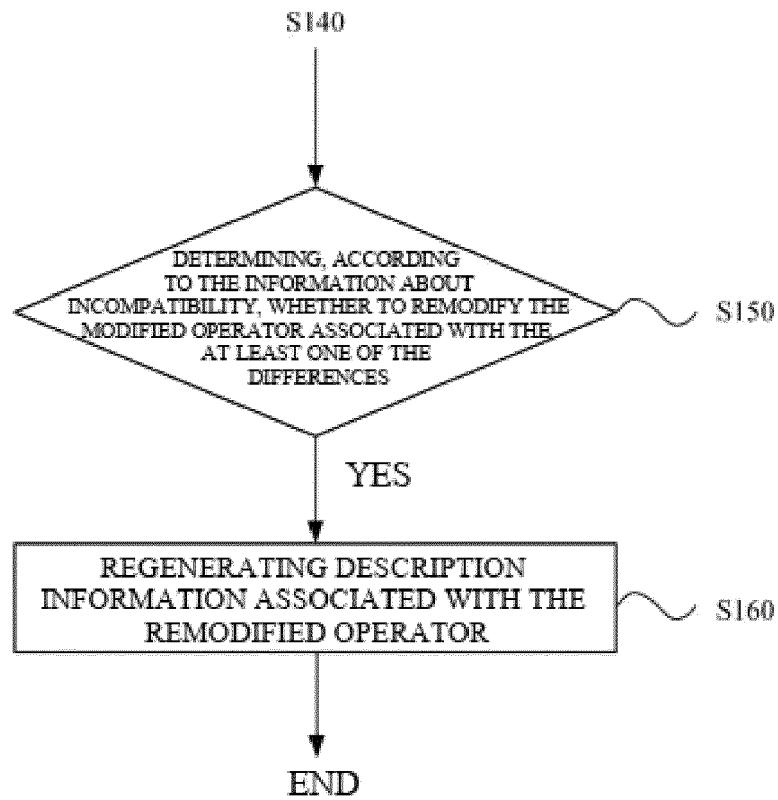 S140
DETERMINING, ACCORDING
TO THE INFORMATION ABOUT
INCOMPATIBILITY, WHETHER TO REMODIFY THE
MODIFIED OPERATOR ASSOCIATED WITH THE
AT LEAST ONE OF THE
DIFFERENCES
S150
YES
REGENERATING DESCRIPTION
INFORMATION ASSOCIATED WITH THE
REMODIFIED OPERATOR
S160
END